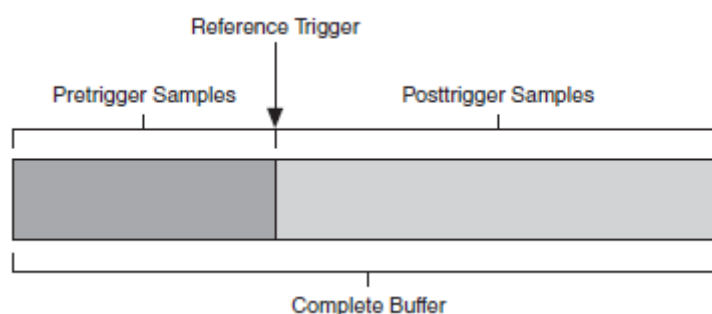 Reference Trigger
Pretrigger Samples
Posttrigger Samples
Complete Buffer